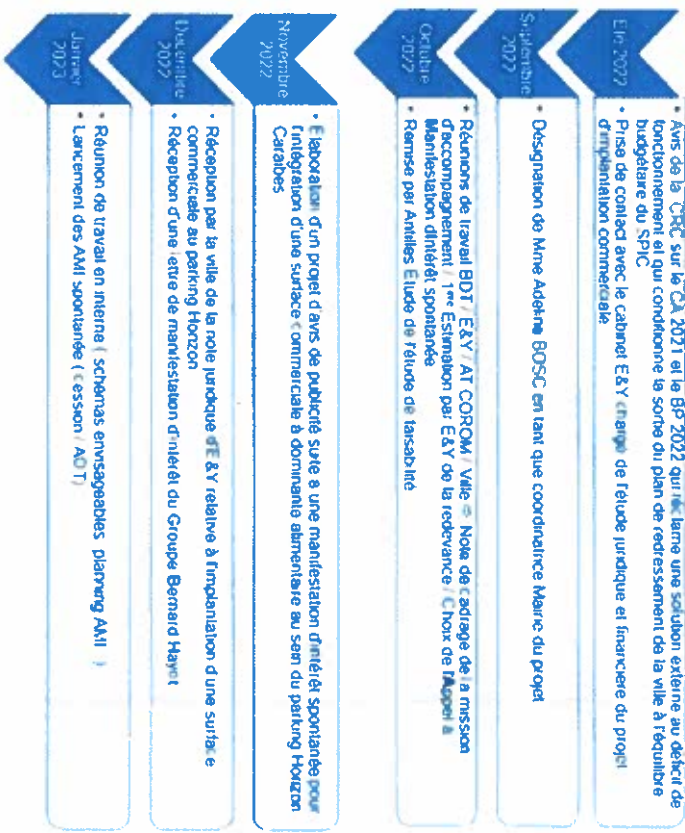 Eté 2022
• Avis de la CRC sur le CA 2021 et le BP 2022 qui réclame une solution externe au déficit de
fonctionnement et qui conditionne la sortie du plan de redressement de la ville à l'équilibre
budgétaire du SPIC
• Prise de contact avec le cabinet E&Y chargé de l'étude juridique et financière du projet
d'implantation commerciale
Septembre
2022
• Désignation de Mme Adeline BOSC en tant que coordinatrice Mairie du projet
Octobre
2022
• Réunions de travail BDT / E&Y / AT COROM / Ville ⇨ Note de cadrage de la mission
d'accompagnement / 1ère Estimation par E&Y de la redevance / Choix de l'Appel à
Manifestation d'intérêt spontanée
• Remise par Antilles Etude de l'étude de faisabilité
Novembre
2022
• Elaboration d'un projet d'avis de publicité suite a une manifestation d'intérêt spontanée pour
l'intégration d'une surface commerciale à dominante alimentaire au sein du parking Horizon
Caraibes
Décembre
2022
• Réception par la ville de la note juridique d'E &Y relative à l'implantation d'une surface
commerciale au parking Horizon
• Réception d'une lettre de manifestation d'intérêt du Groupe Bernard Hayot
Janvier
2023
• Réunion de travail en interne ( schémas envisageables planning AMI )
• Lancement des AMI spontanée ( cession / AOT)